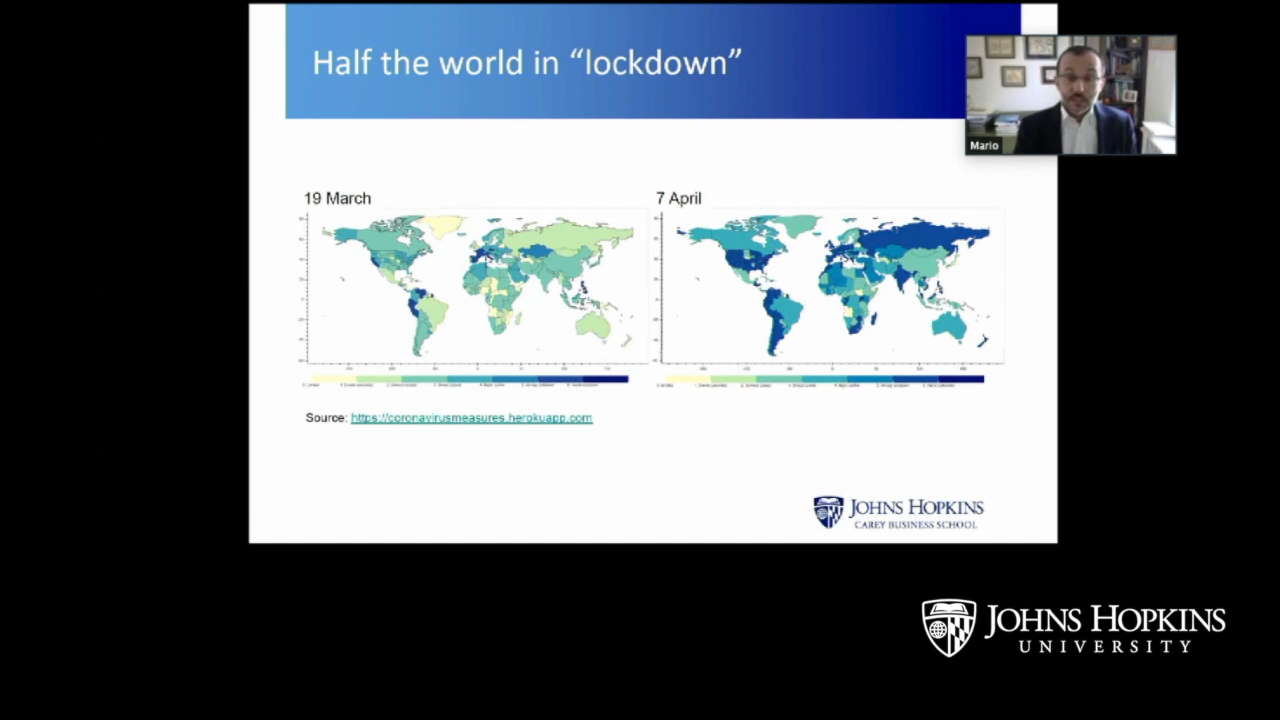 Half the world in “lockdown”
Mario
19 March
7 April
Source: https://coronavirusmeasures.herokuapp.com
JOHNS HOPKINS
CAREY BUSINESS SCHOOL
JOHNS HOPKINS
UNIVERSITY